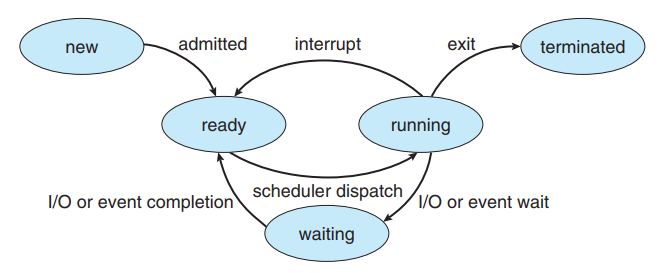 new
admitted
interrupt
exit
terminated
ready
running
scheduler dispatch
I/O or event completion
I/O or event wait
waiting